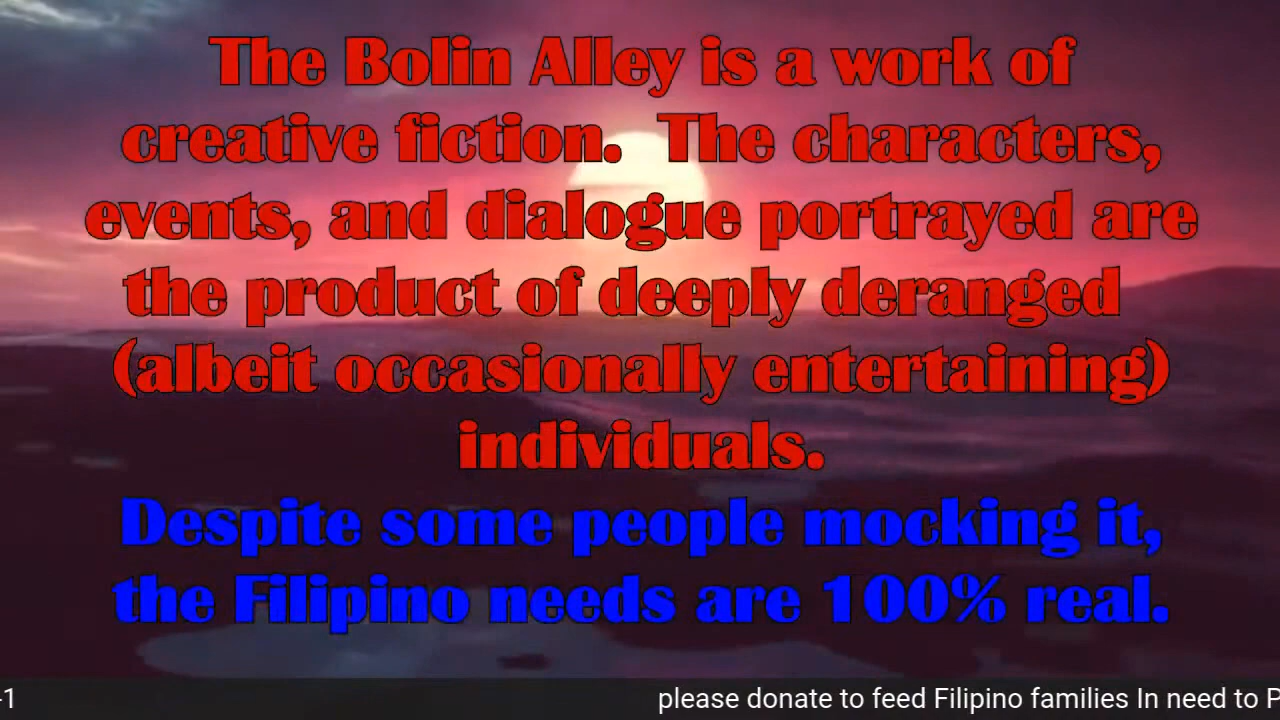 The Bolin Alley is a work of
creative fiction.  The characters,
events, and dialogue portrayed are
the product of deeply deranged
(albeit occasionally entertaining)
individuals.
Despite some people mocking it,
the Filipino needs are 100% real.
-1 please donate to feed Filipino families In need to P